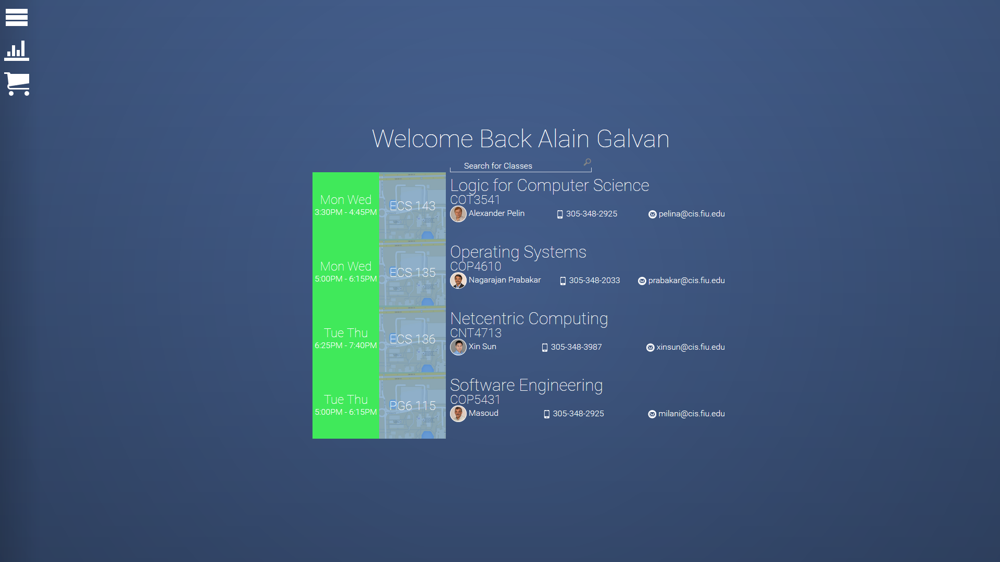 Welcome Back Alain Galvan
Search for Classes
Mon Wed
3:30PM - 4:45PM
ECS 143
Logic for Computer Science
COT3541
Alexander Pelin 305-348-2925 pelina@cis.fiu.edu
Mon Wed
5:00PM - 6:15PM
ECS 135
Operating Systems
COP4610
Nagarajan Prabakar 305-348-2033 prabakar@cis.fiu.edu
Tue Thu
6:25PM - 7:40PM
ECS 136
Netcentric Computing
CNT4713
Xin Sun 305-348-3987 xinsun@cis.fiu.edu
Tue Thu
5:00PM - 6:15PM
PG6 115
Software Engineering
COP5431
Masoud 305-348-2925 milani@cis.fiu.edu